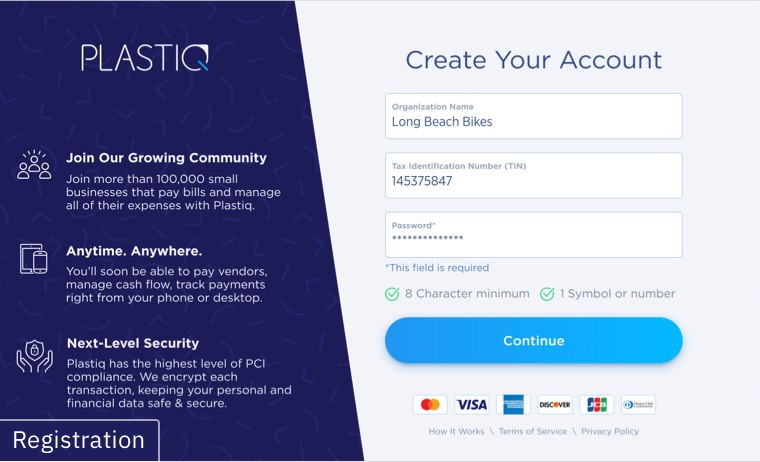 PLASTIQ
Join Our Growing Community
Join more than 100,000 small
businesses that pay bills and manage
all of their expenses with Plastiq.
Anytime. Anywhere.
You'll soon be able to pay vendors,
manage cash flow, track payments
right from your phone or desktop.
Next-Level Security
Plastiq has the highest level of PCI
compliance. We encrypt each
transaction, keeping your personal and
financial data safe & secure.
Registration
Create Your Account
Organization Name
Long Beach Bikes
Tax Identification Number (TIN)
145375847
Password*
**************
*This field is required
8 Character minimum
1 Symbol or number
Continue
VISA
DISCOVER
JCB
How It Works \ Terms of Service \ Privacy Policy